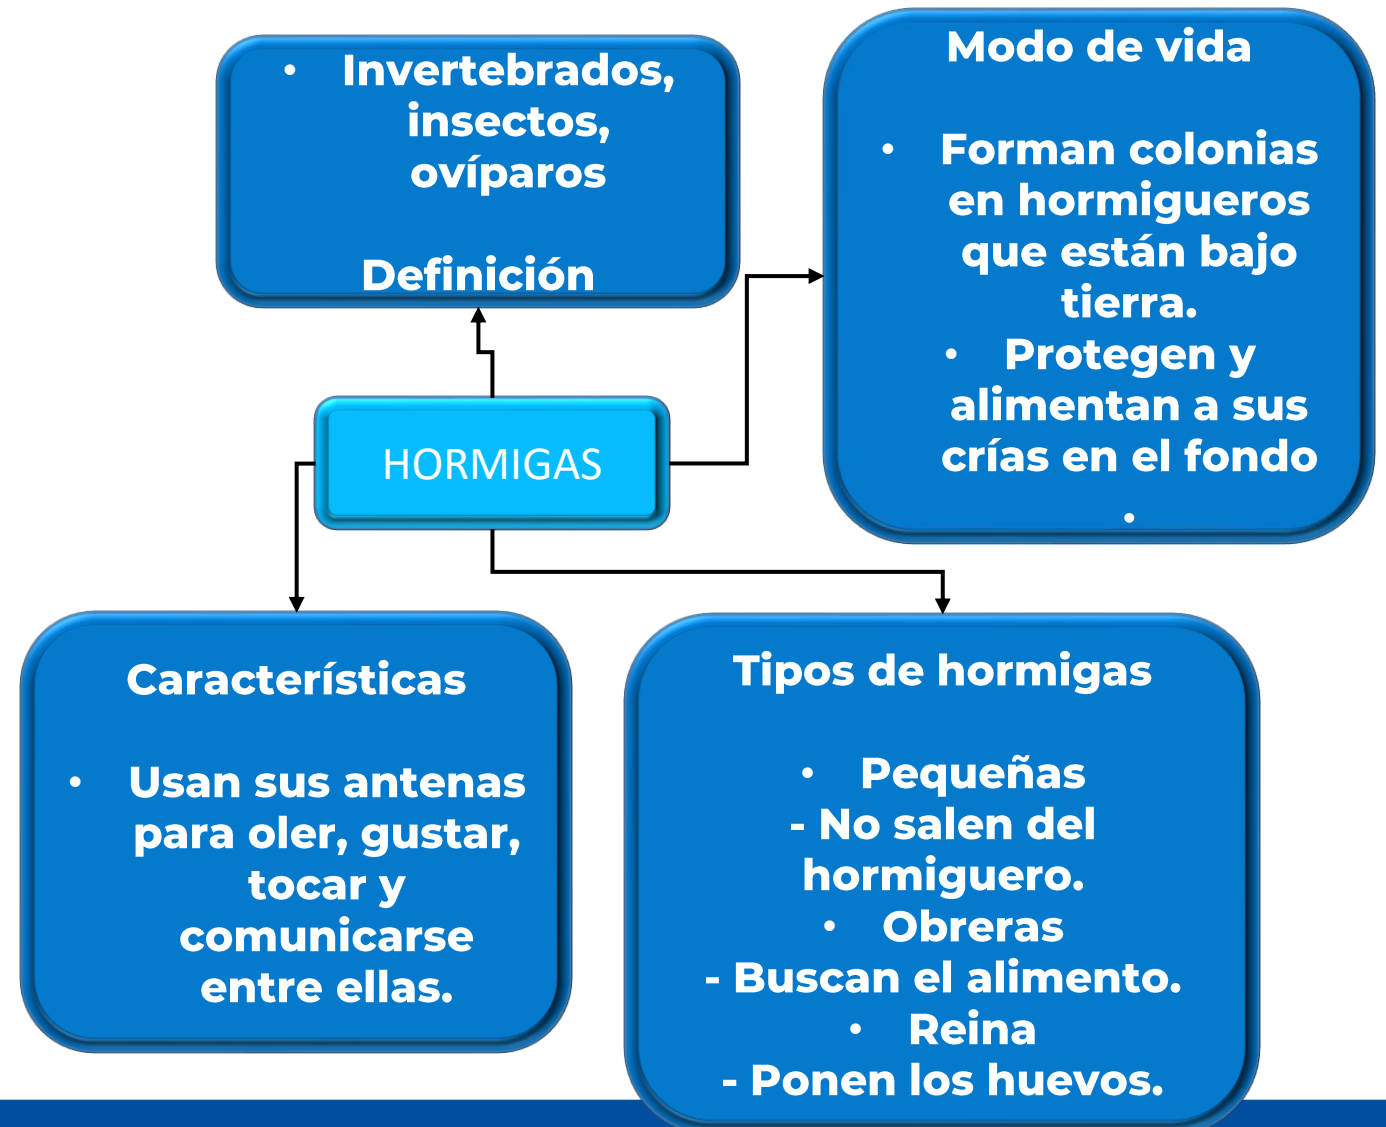 • Invertebrados,
insectos,
ovíparos
Definición
Modo de vida
• Forman colonias
en hormigueros
que están bajo
tierra.
• Protegen y
alimentan a sus
crías en el fondo
•
HORMIGAS
Características
• Usan sus antenas
para oler, gustar,
tocar y
comunicarse
entre ellas.
Tipos de hormigas
• Pequeñas
- No salen del
hormiguero.
• Obreras
- Buscan el alimento.
• Reina
- Ponen los huevos.